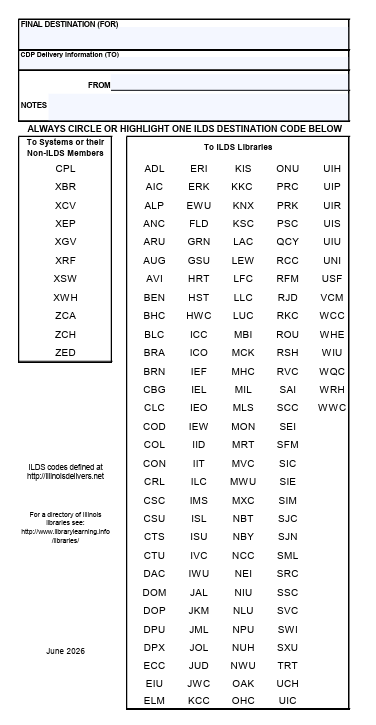 FINAL DESTINATION (FOR)
CDP Delivery Information (TO)
FROM
NOTES
ALWAYS CIRCLE OR HIGHLIGHT ONE ILDS DESTINATION CODE BELOW
To Systems or their
Non-ILDS Members
CPL
XBR
XCV
XEP
XGV
XRF
XSW
XWH
ZCA
ZCH
ZED
To ILDS Libraries
ADL ERI KIS ONU UIH
AIC ERK KKC PRC UIP
ALP EWU KNX PRK UIR
ANC FLD KSC PSC UIS
ARU GRN LAC QCY UIU
AUG GSU LEW RCC UNI
AVI HRT LFC RFM USF
BEN HST LLC RJD VCM
BHC HWC LUC RKC WCC
BLC ICC MBI ROU WHE
BRA ICO MCK RSH WIU
BRN IEF MHC RVC WQC
CBG IEL MIL SAI WRH
CLC IEO MLS SCC WWC
COD IEW MON SEI
COL IID MRT SFM
CON IIT MVC SIC
CRL ILC MWU SIE
CSC IMS MXC SIM
CSU ISL NBT SJC
CTS ISU NBY SJN
CTU IVC NCC SML
DAC IWU NEI SRC
DOM JAL NIU SSC
DOP JKM NLU SVC
DPU JML NPU SWI
DPX JOL NUH SXU
ECC JUD NWU TRT
EIU JWC OAK UCH
ELM KCC OHC UIC
ILDS codes defined at
http://illinoisdelivers.net
For a directory of Illinois
libraries see:
http://www.librarylearning.info
/libraries/
June 2026